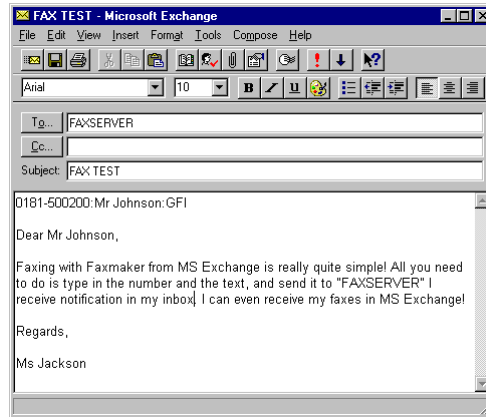 FAX TEST - Microsoft Exchange
File Edit View Insert Format Tools Compose Help
Arial 10 B I U
To... FAXSERVER
Cc...
Subject: FAX TEST
0181-500200:Mr Johnson:GFI
Dear Mr Johnson,
Faxing with Faxmaker from MS Exchange is really quite simple! All you need
to do is type in the number and the text, and send it to "FAXSERVER" I
receive notification in my inbox. I can even receive my faxes in MS Exchange!
Regards,
Ms Jackson